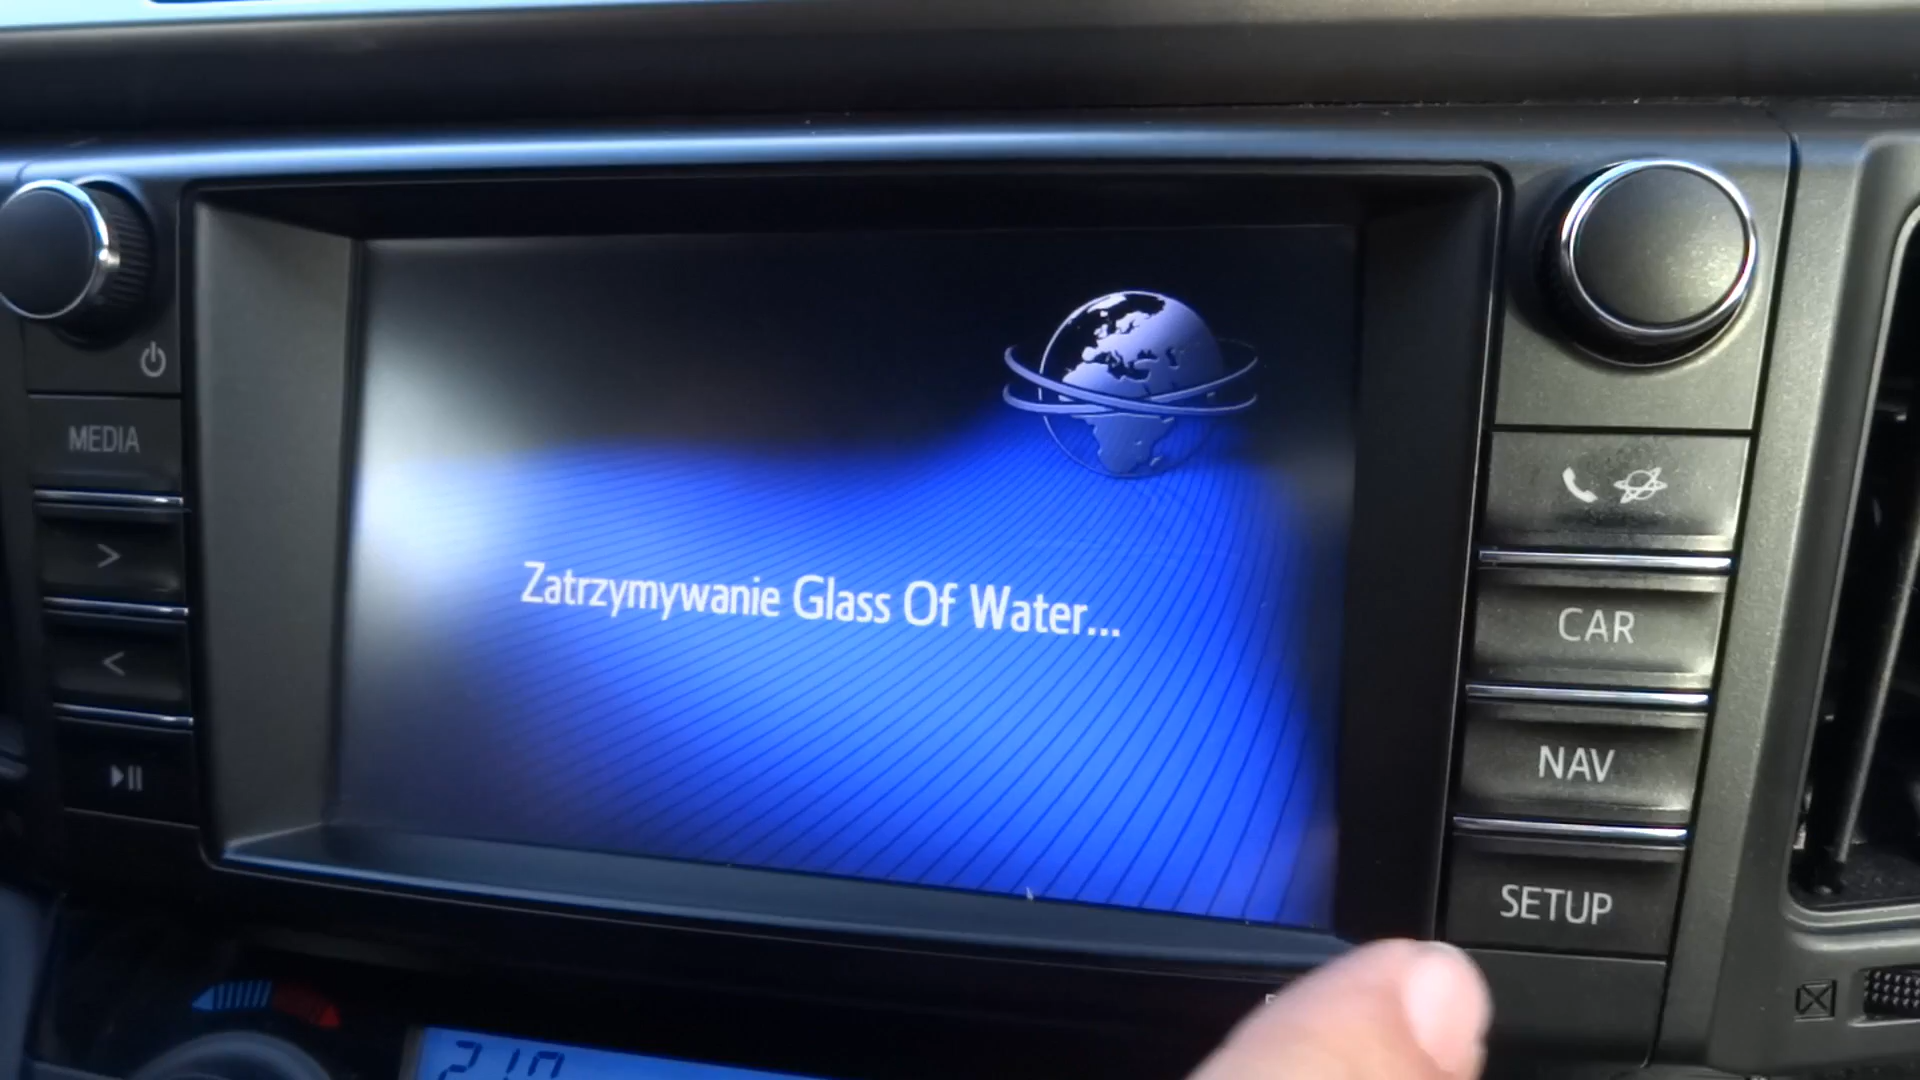 MEDIA
>
<
Zatrzymywanie Glass Of Water...
CAR
NAV
SETUP